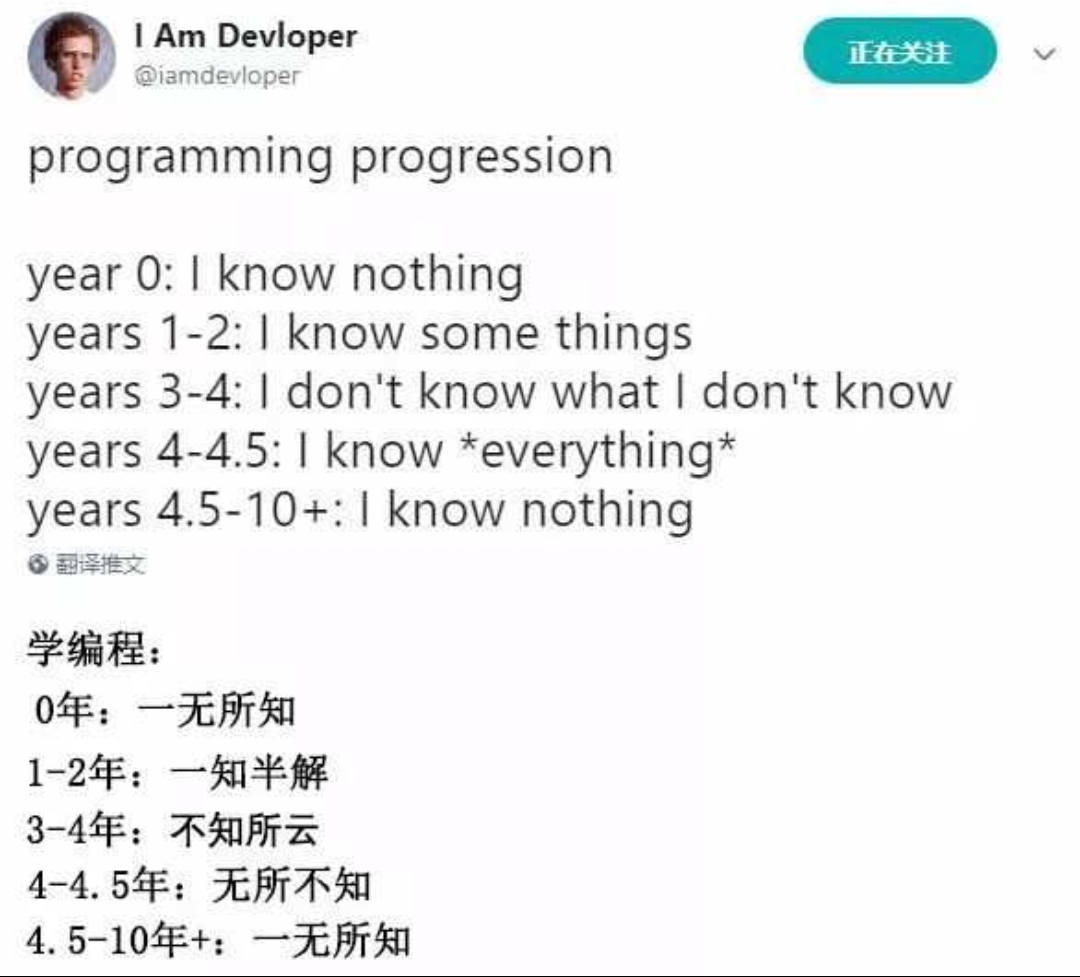 I Am Devloper
@iamdevloper
正在关注
programming progression
year 0: I know nothing
years 1-2: I know some things
years 3-4: I don't know what I don't know
years 4-4.5: I know *everything*
years 4.5-10+: I know nothing
翻译推文
学编程：
0年：一无所知
1-2年：一知半解
3-4年：不知所云
4-4.5年：无所不知
4.5-10年+：一无所知